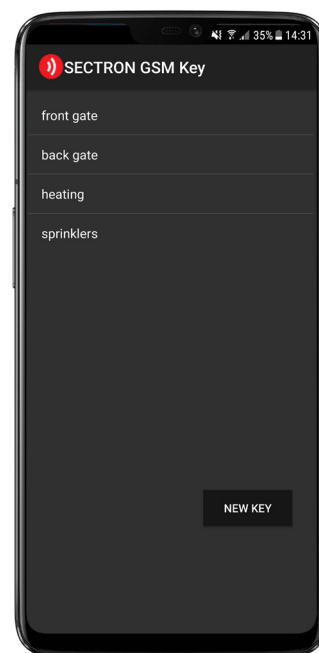 35% 14:31
SECTRON GSM Key
front gate
back gate
heating
sprinklers
NEW KEY